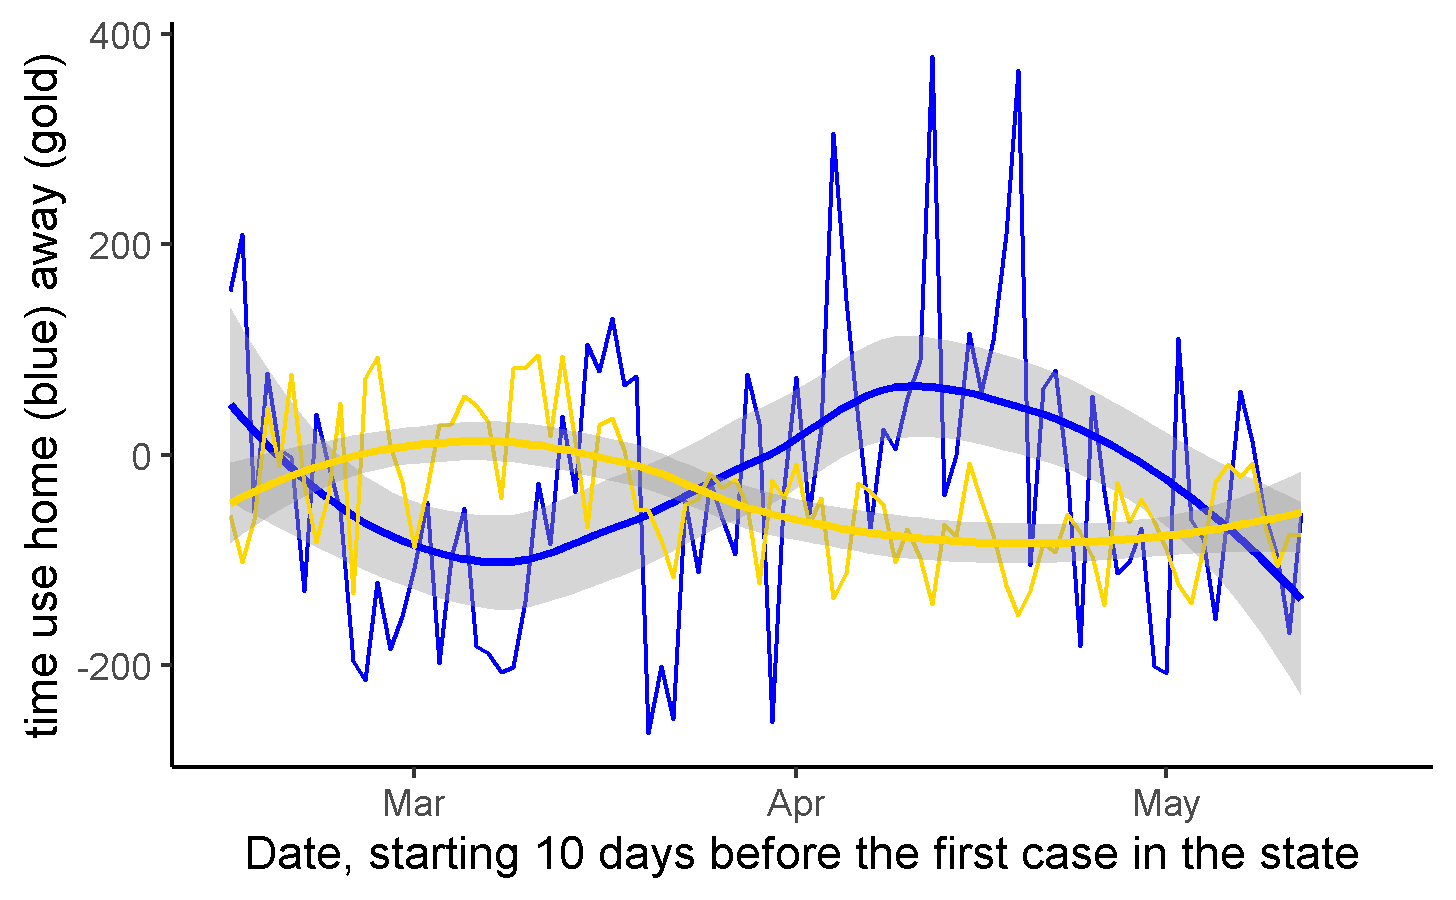 time use home (blue) away (gold)
400
200
0
-200
Mar
Apr
May
Date, starting 10 days before the first case in the state